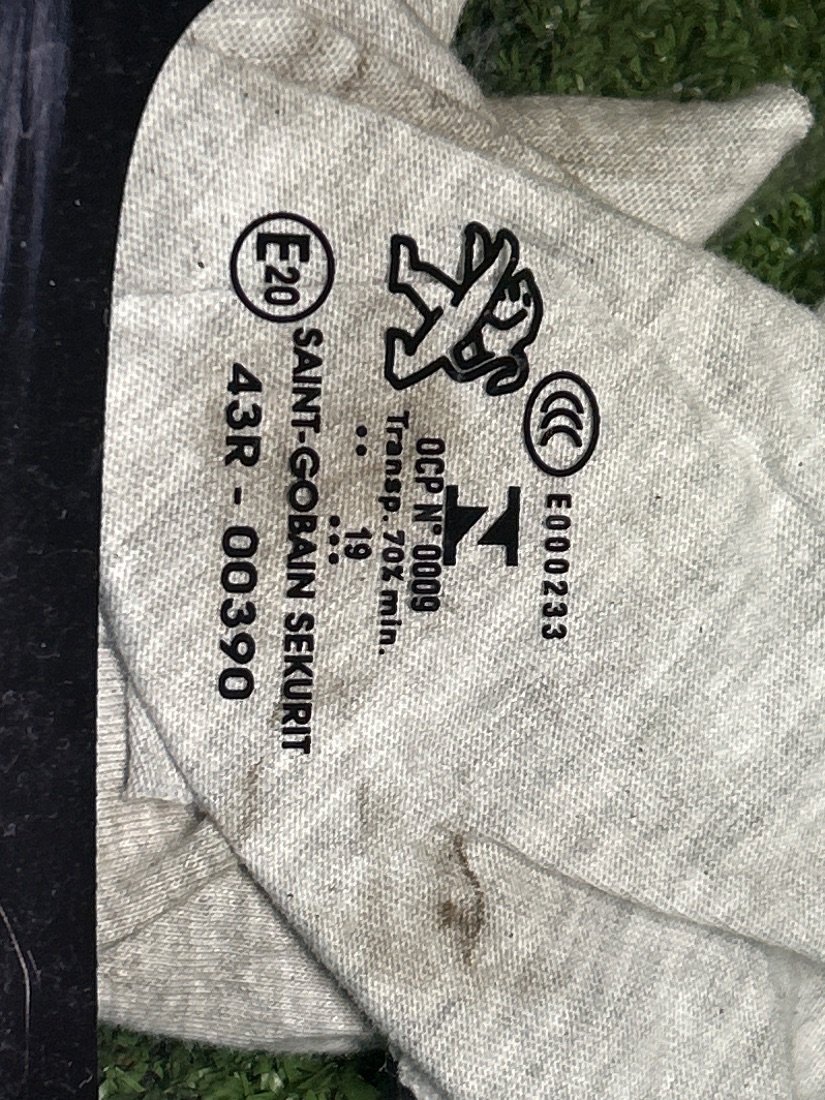 E000233
OCP N° 0009
Transp. 70% min.
19
SAINT-GOBAIN SEKURIT
E20
43R - 00390